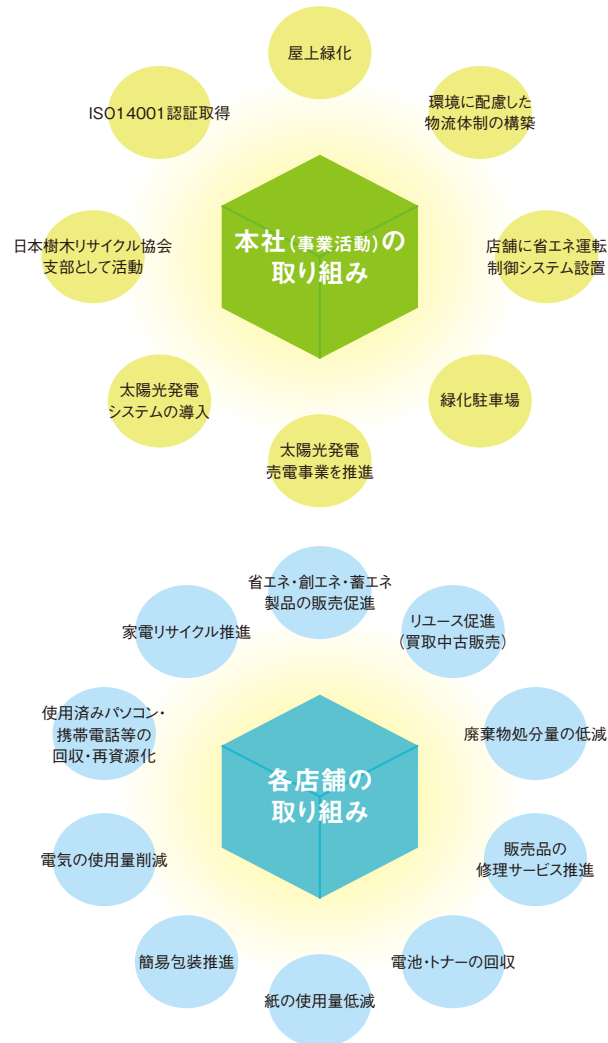 屋上緑化
ISO14001認証取得
環境に配慮した
物流体制の構築
日本樹木リサイクル協会
支部として活動
本社(事業活動)の
取り組み
店舗に省エネ運転
制御システム設置
太陽光発電
システムの導入
緑化駐車場
太陽光発電
売電事業を推進
省エネ・創エネ・蓄エネ
製品の販売促進
家電リサイクル推進
リユース促進
(買取中古販売)
使用済みパソコン・
携帯電話等の
回収・再資源化
廃棄物処分量の低減
各店舗の
取り組み
電気の使用量削減
販売品の
修理サービス推進
簡易包装推進
電池・トナーの回収
紙の使用量低減